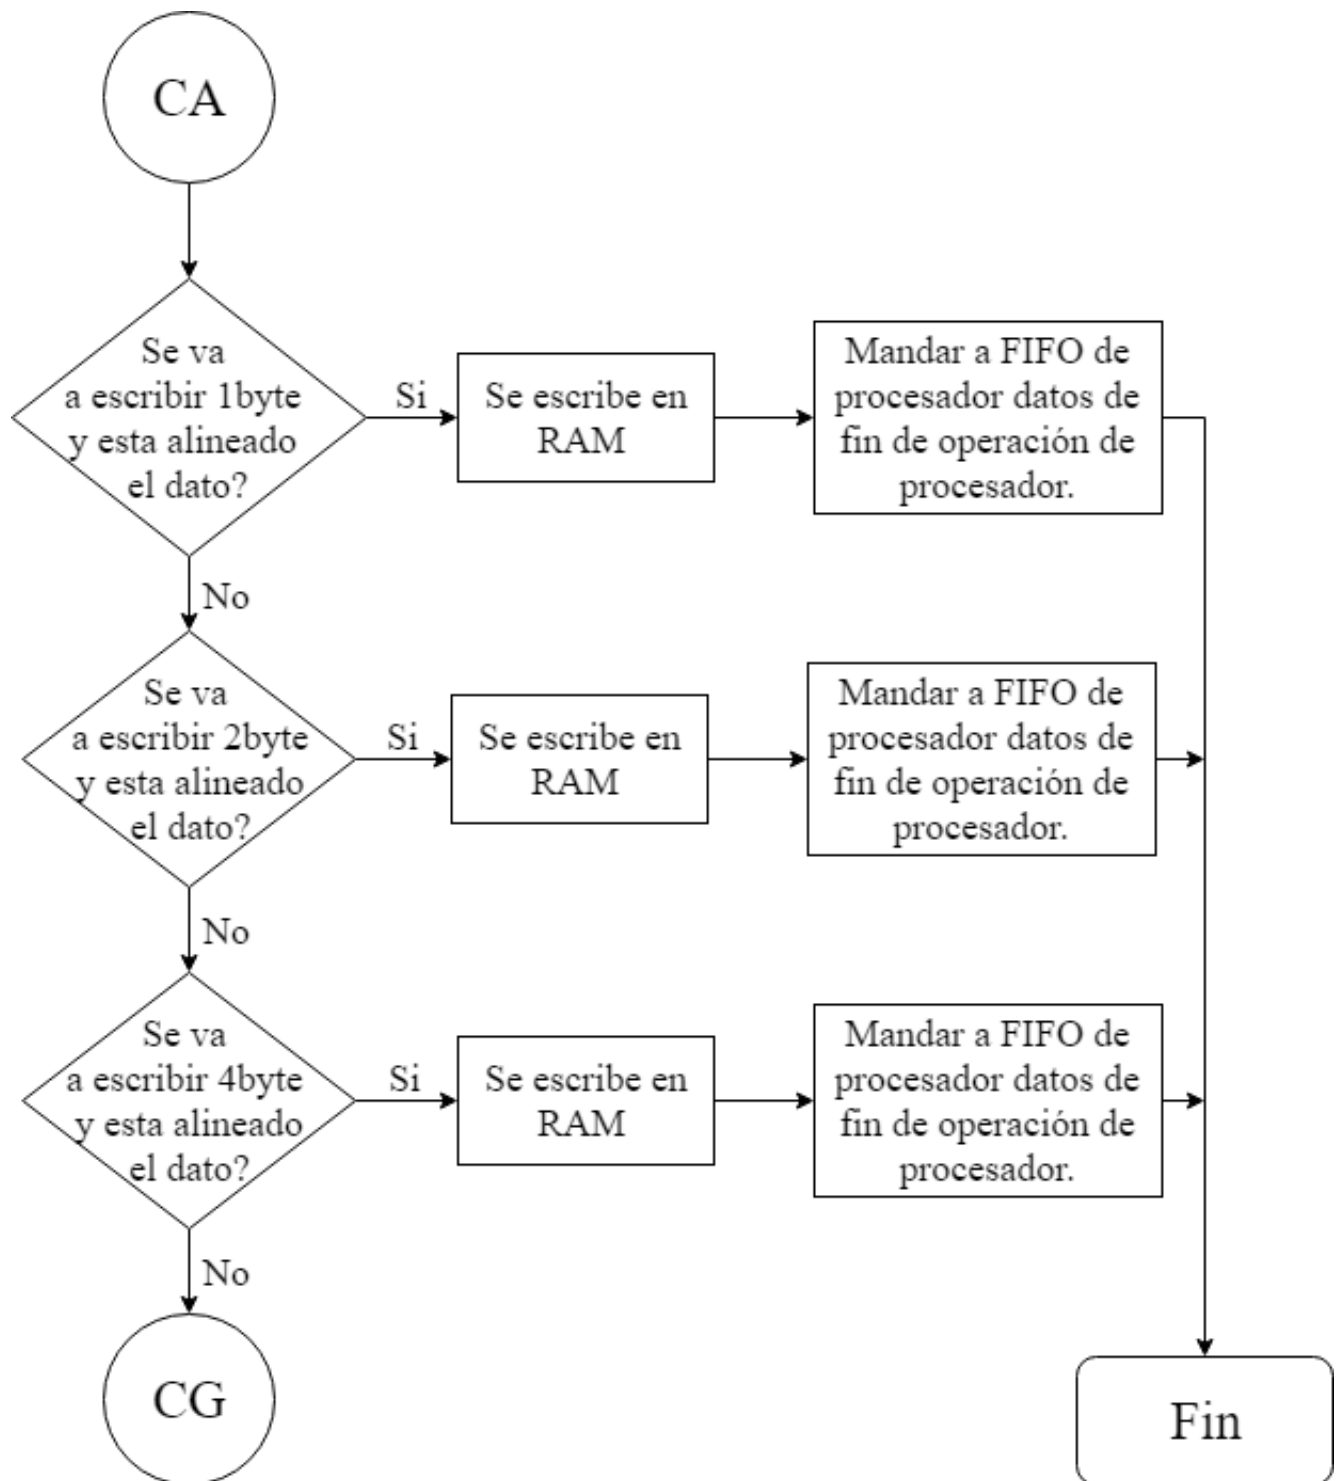 CA
Se va
a escribir 1byte
y esta alineado
el dato?
Si
Se escribe en
RAM
Mandar a FIFO de
procesador datos de
fin de operación de
procesador.
No
Se va
a escribir 2byte
y esta alineado
el dato?
Si
Se escribe en
RAM
Mandar a FIFO de
procesador datos de
fin de operación de
procesador.
No
Se va
a escribir 4byte
y esta alineado
el dato?
Si
Se escribe en
RAM
Mandar a FIFO de
procesador datos de
fin de operación de
procesador.
No
CG
Fin